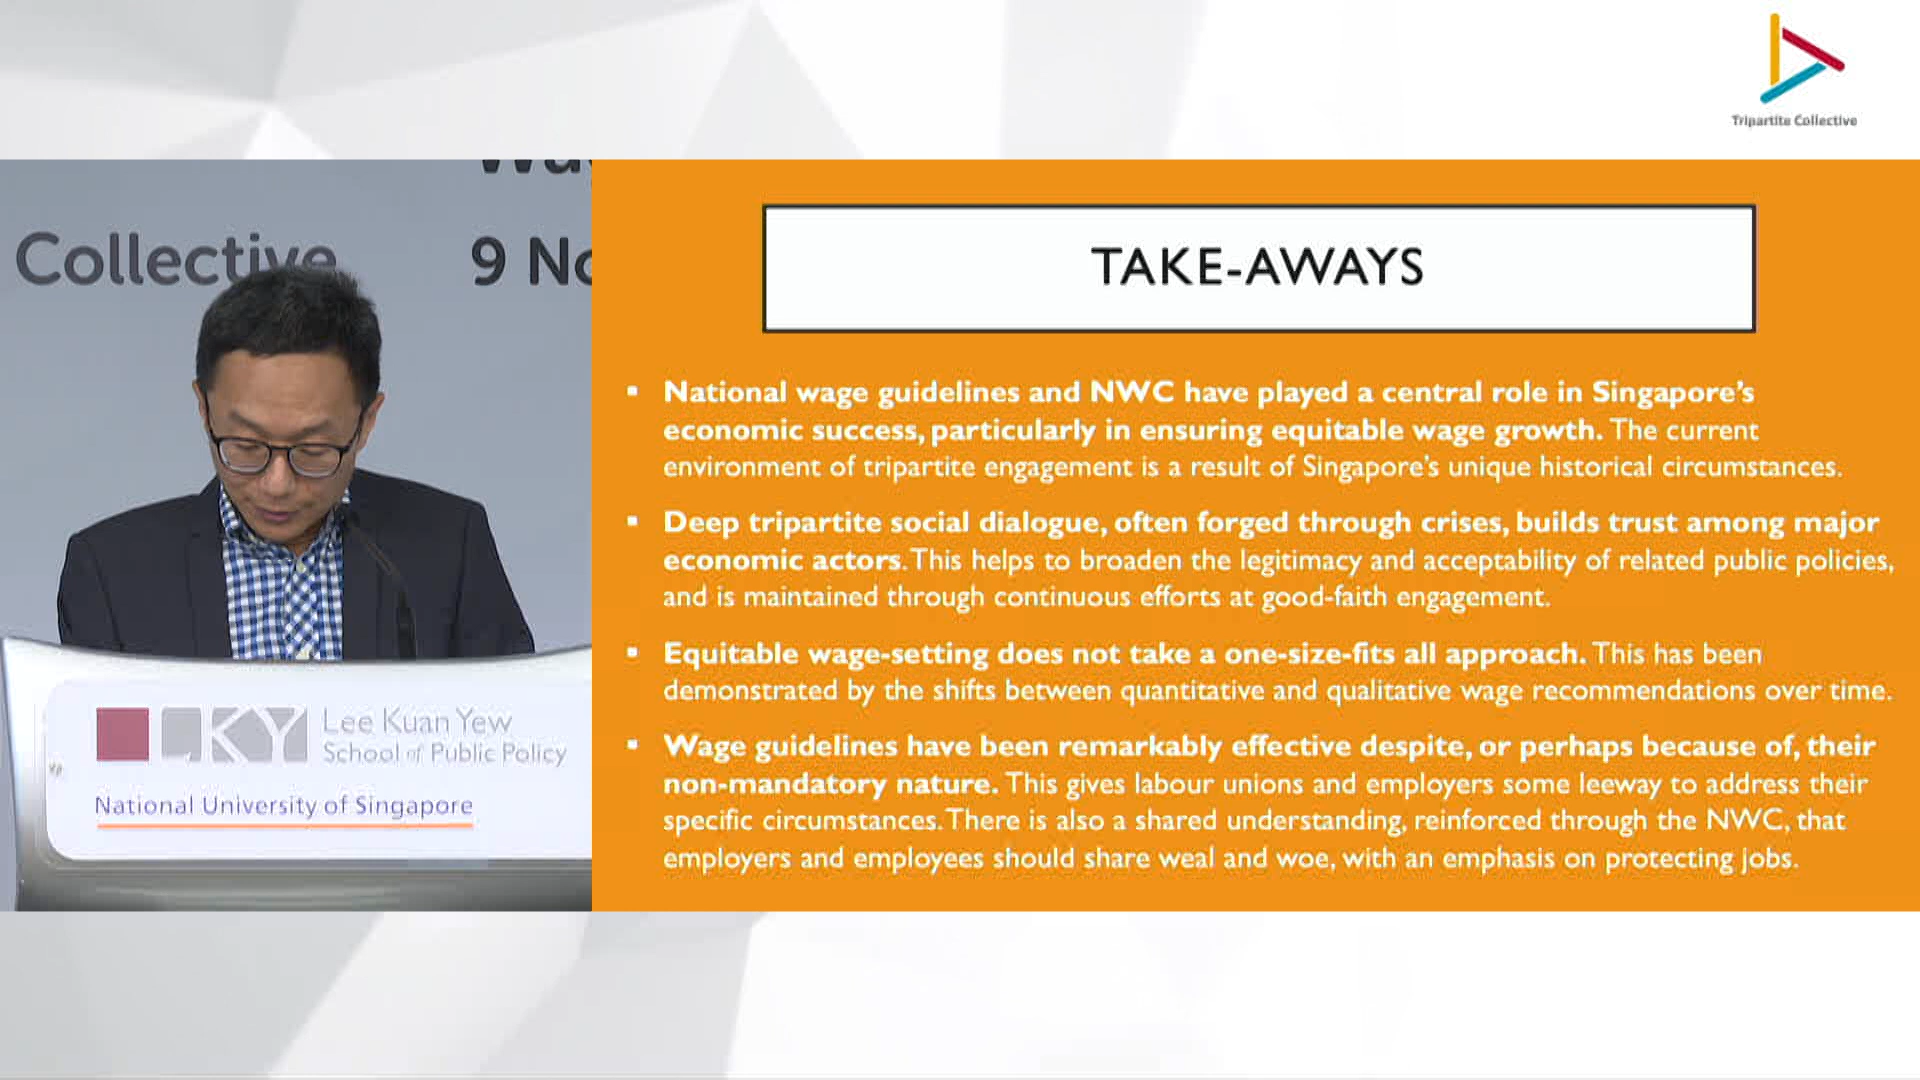 Tripartite Collective
Collective
9 No
TAKE-AWAYS
▪ National wage guidelines and NWC have played a central role in Singapore's
economic success, particularly in ensuring equitable wage growth. The current
environment of tripartite engagement is a result of Singapore's unique historical circumstances.
▪ Deep tripartite social dialogue, often forged through crises, builds trust among major
economic actors. This helps to broaden the legitimacy and acceptability of related public policies,
and is maintained through continuous efforts at good-faith engagement.
▪ Equitable wage-setting does not take a one-size-fits all approach. This has been
demonstrated by the shifts between quantitative and qualitative wage recommendations over time.
▪ Wage guidelines have been remarkably effective despite, or perhaps because of, their
non-mandatory nature. This gives labour unions and employers some leeway to address their
specific circumstances. There is also a shared understanding, reinforced through the NWC, that
employers and employees should share weal and woe, with an emphasis on protecting jobs.
LKY Lee Kuan Yew
School of Public Policy
National University of Singapore